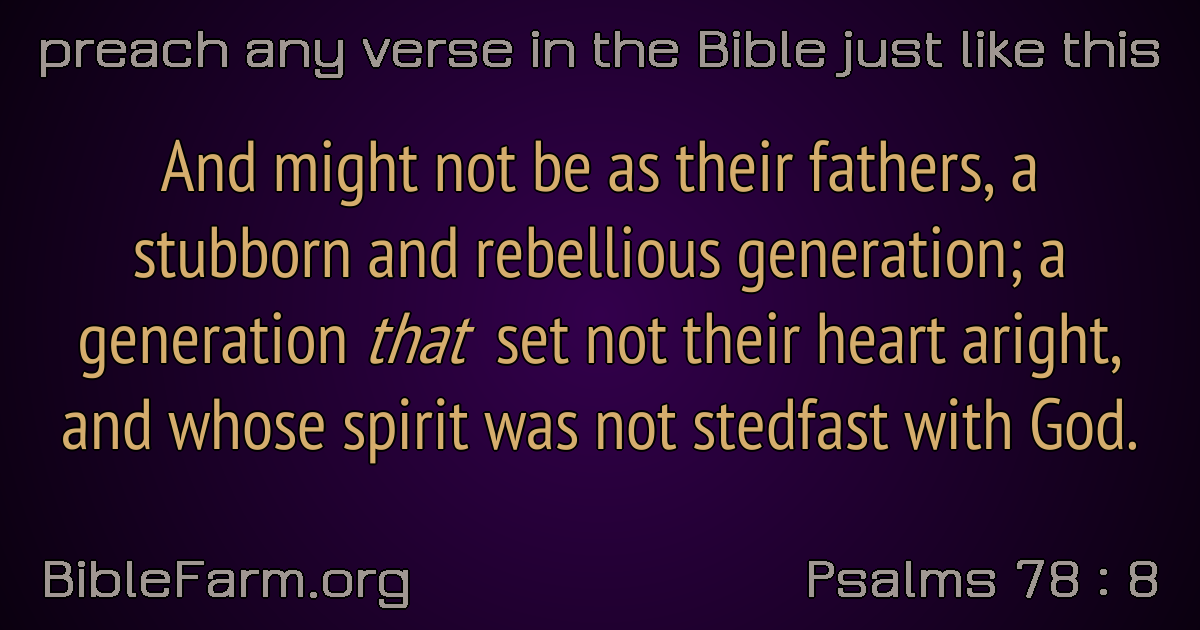 preach any verse in the Bible just like this
And might not be as their fathers, a
stubborn and rebellious generation; a
generation that set not their heart aright,
and whose spirit was not stedfast with God.
BibleFarm.org
Psalms 78 : 8